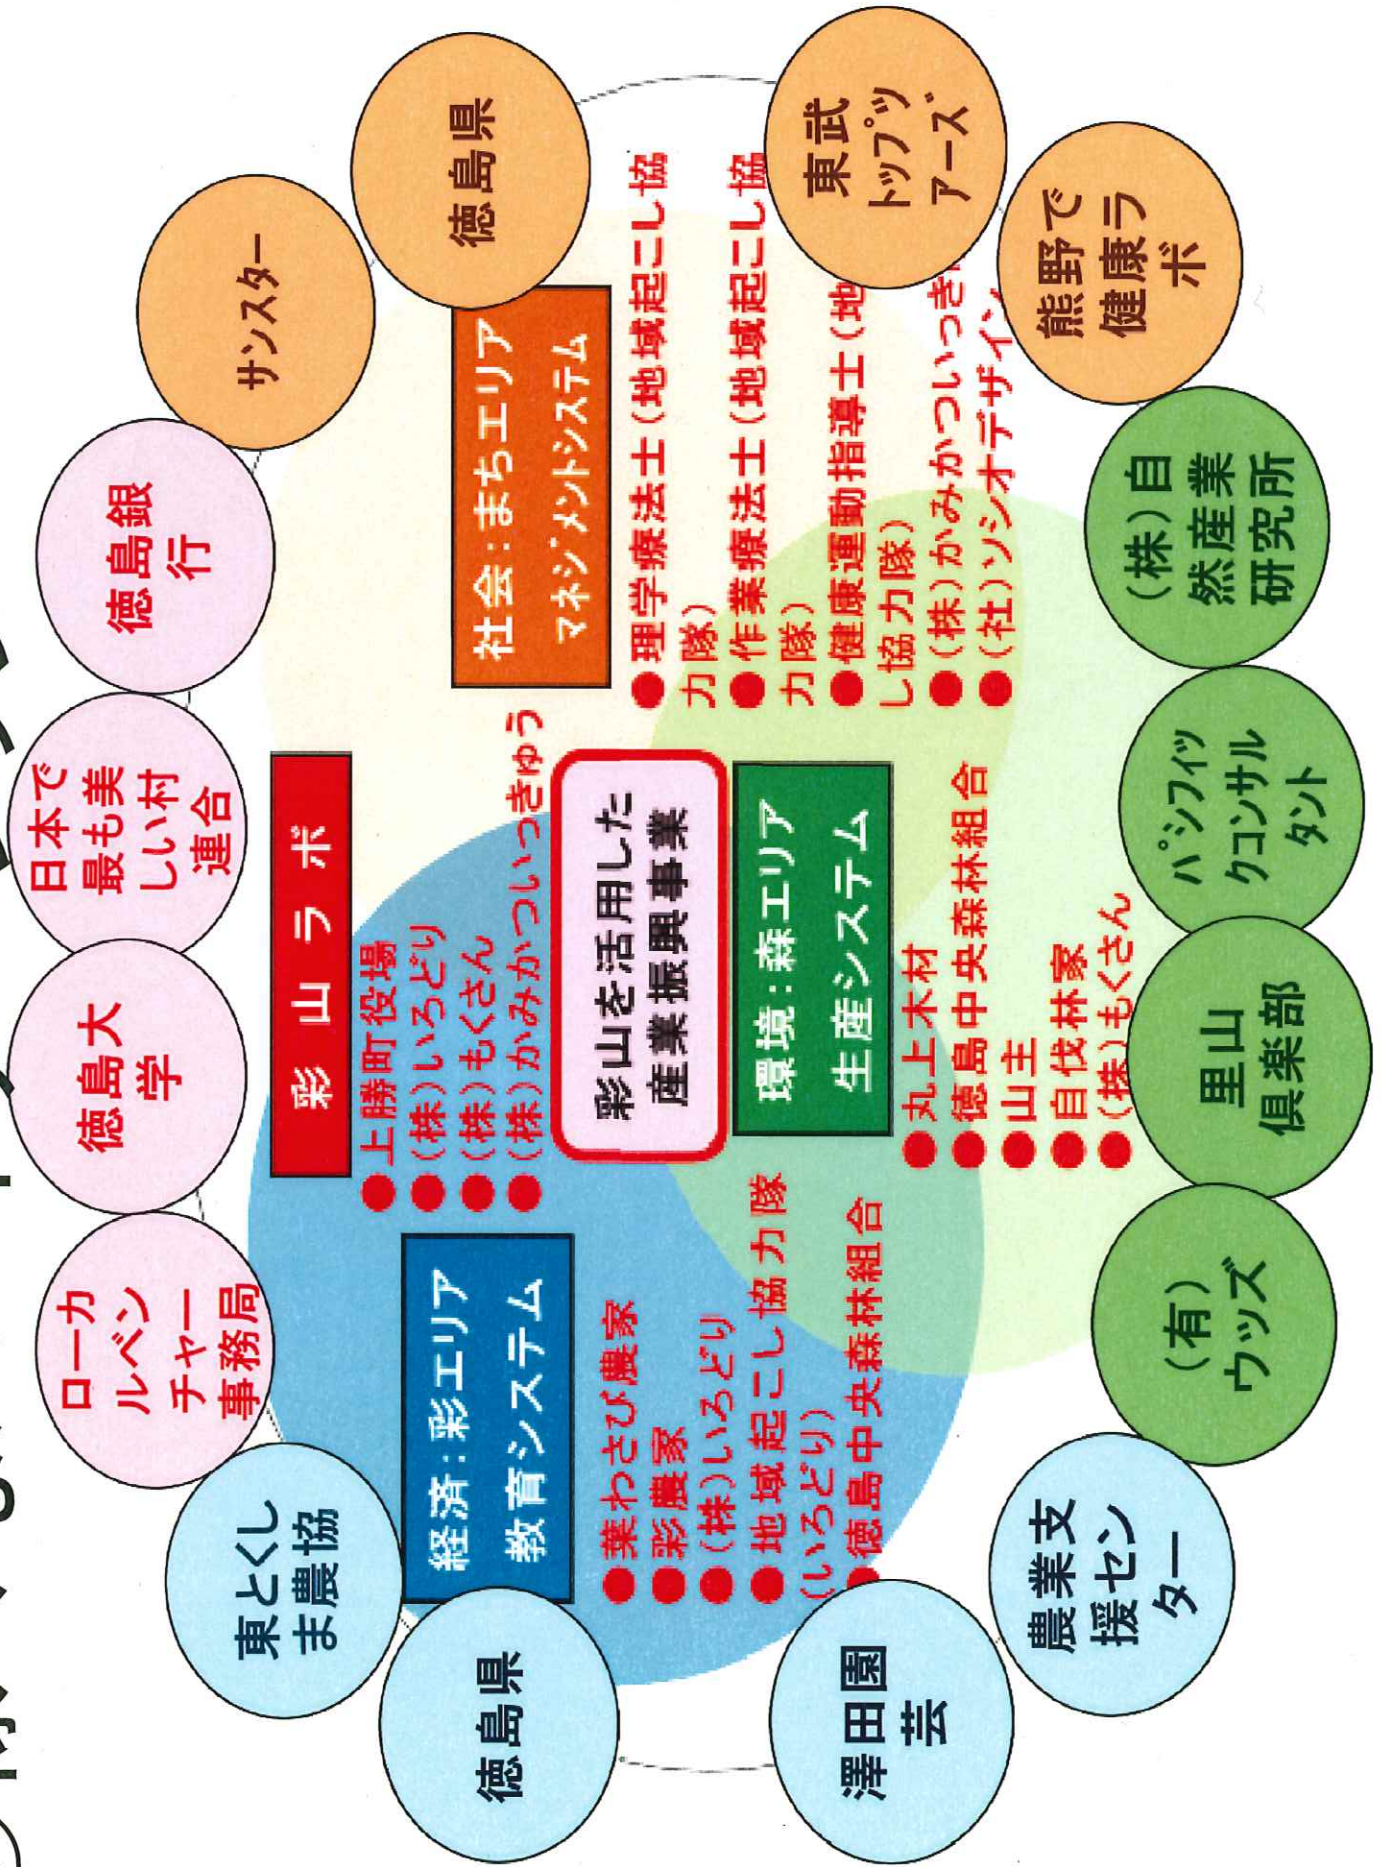 ローカ
ルベン
チャー
事務局
徳島大
学
日本で
最も美
しい村
連合
徳島銀
行
サンスター
徳島県
東武
トップツ
アーズ
熊野で
健康ラ
ボ
東とくし
ま農協
徳島県
澤田園
芸
農業支
援セン
ター
(有)
ウッズ
里山
倶楽部
パシフィッ
クコンサル
タント
(株)自
然産業
研究所
彩 山 ラ ボ
●上勝町役場
●(株)いろどり
●(株)もくさん
●(株)かみかついっきゅう
彩山を活用した
産業振興事業
経済:彩エリア
教育システム
●葉わさび農家
●彩農家
●(株)いろどり
●地域起こし協力隊
(いろどり)
●徳島中央森林組合
環境:森エリア
生産システム
●丸上木材
●徳島中央森林組合
●山主
●自伐林家
●(株)もくさん
社会:まちエリア
マネジメントシステム
●理学療法士(地域起こし協
力隊)
●作業療法士(地域起こし協
力隊)
●健康運動指導士(地
し協力隊)
●(株)かみかついっき
●(社)ソシオデザイン